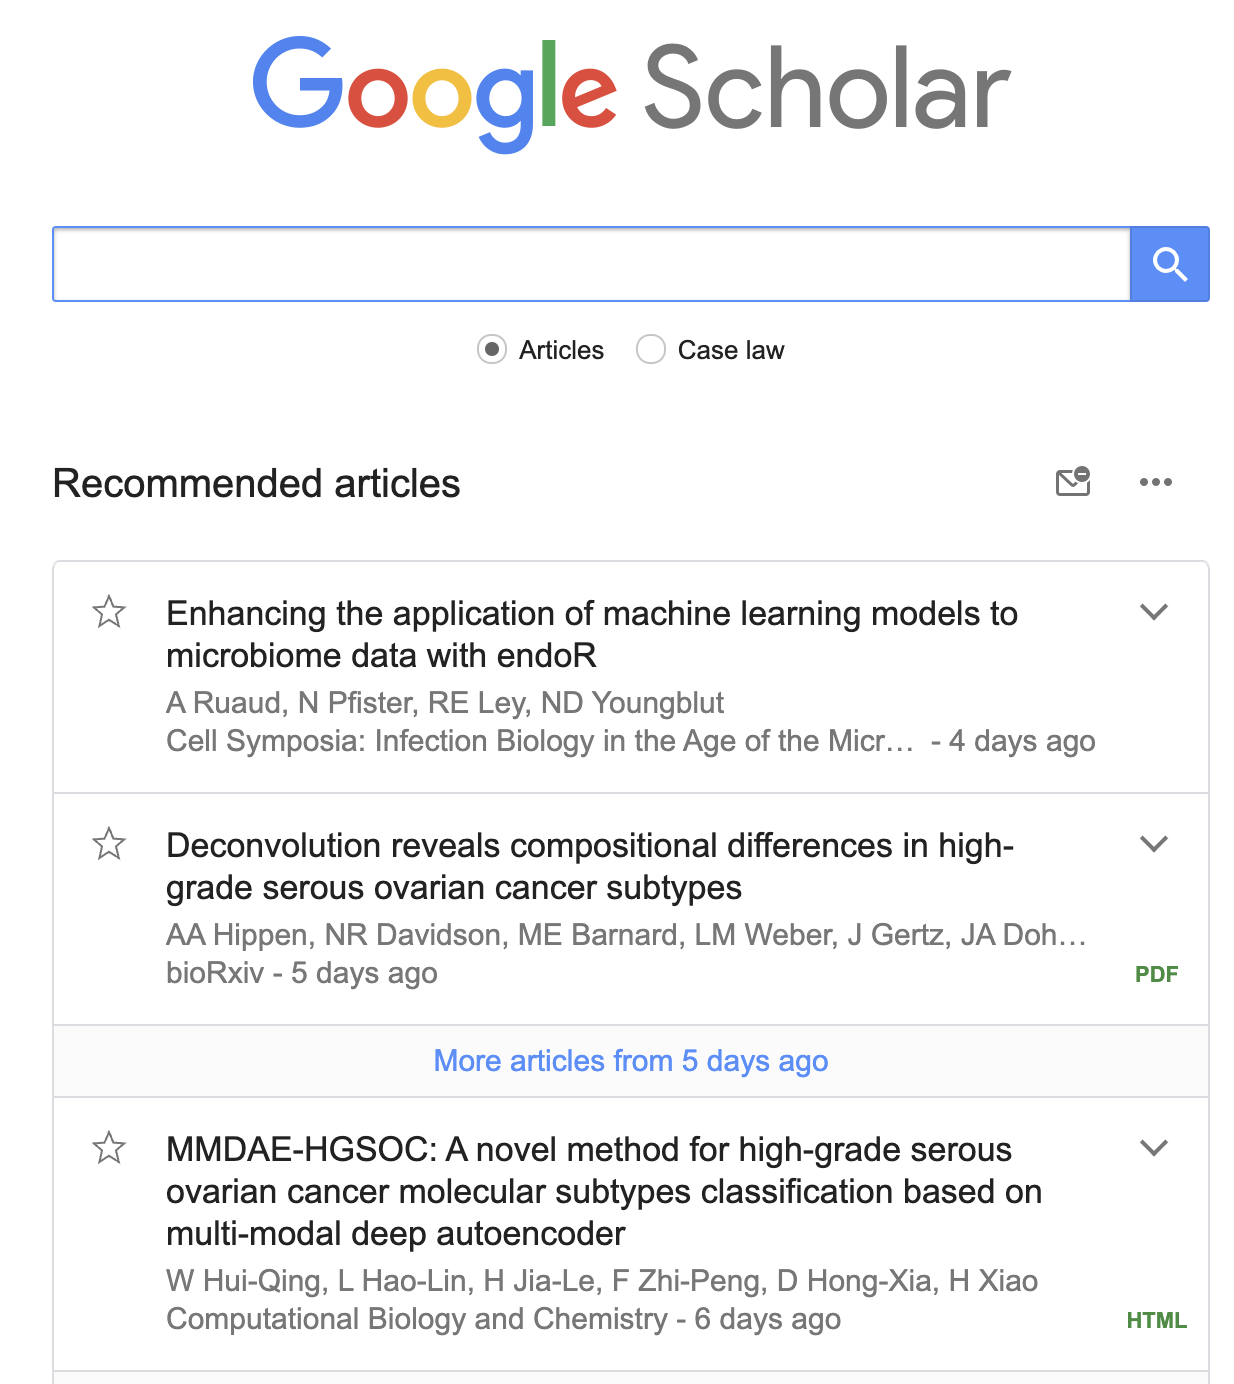 Google Scholar
Articles Case law
Recommended articles
Enhancing the application of machine learning models to
microbiome data with endoR
A Ruaud, N Pfister, RE Ley, ND Youngblut
Cell Symposia: Infection Biology in the Age of the Micr… - 4 days ago
Deconvolution reveals compositional differences in high-
grade serous ovarian cancer subtypes
AA Hippen, NR Davidson, ME Barnard, LM Weber, J Gertz, JA Doh…
bioRxiv - 5 days ago PDF
More articles from 5 days ago
MMDAE-HGSOC: A novel method for high-grade serous
ovarian cancer molecular subtypes classification based on
multi-modal deep autoencoder
W Hui-Qing, L Hao-Lin, H Jia-Le, F Zhi-Peng, D Hong-Xia, H Xiao
Computational Biology and Chemistry - 6 days ago HTML